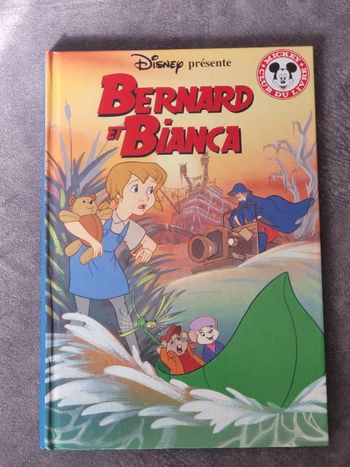 Disney présente
BERNARD
ET BIANCA
MICKEY
CLUB DU LIVRE